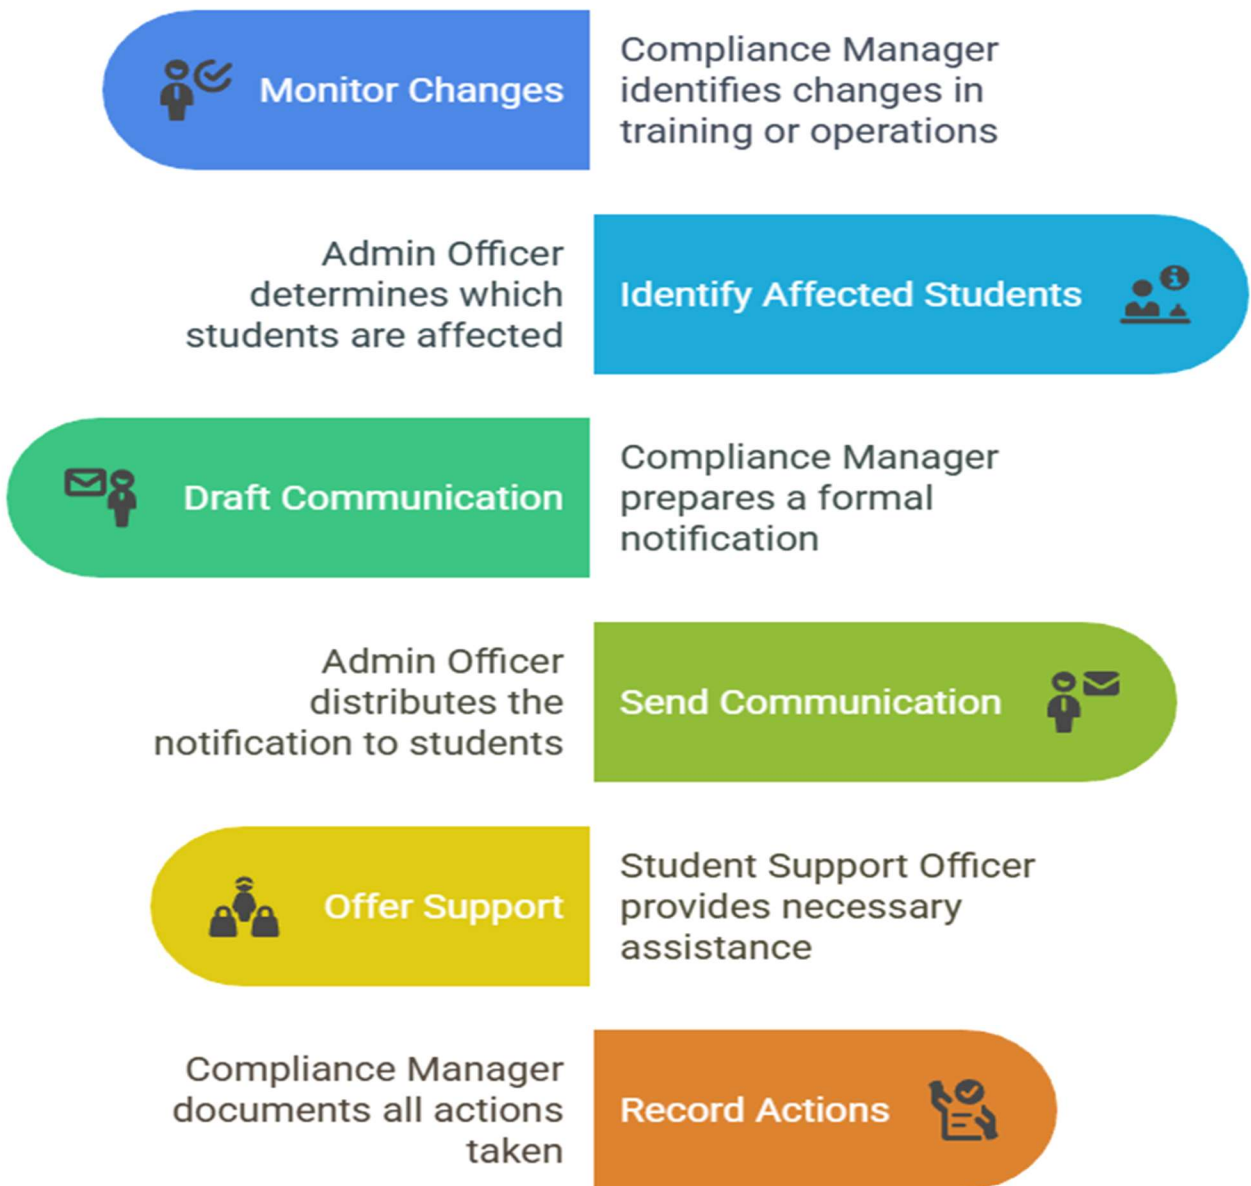 Monitor Changes
Compliance Manager
identifies changes in
training or operations
Admin Officer
determines which
students are affected
Identify Affected Students
Draft Communication
Compliance Manager
prepares a formal
notification
Admin Officer
distributes the
notification to students
Send Communication
Offer Support
Student Support Officer
provides necessary
assistance
Compliance Manager
documents all actions
taken
Record Actions